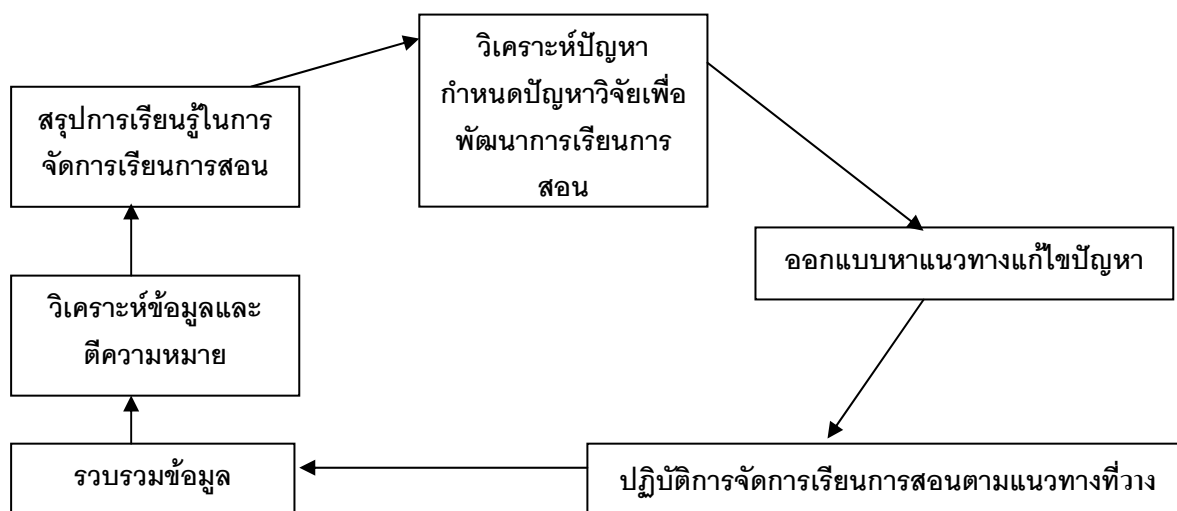 วิเคราะห์ปัญหา
กำหนดปัญหาวิจัยเพื่อ
พัฒนาการเรียนการ
สอน
ออกแบบหาแนวทางแก้ไขปัญหา
ปฏิบัติการจัดการเรียนการสอนตามแนวทางที่วาง
รวบรวมข้อมูล
วิเคราะห์ข้อมูลและ
ตีความหมาย
สรุปการเรียนรู้ในการ
จัดการเรียนการสอน